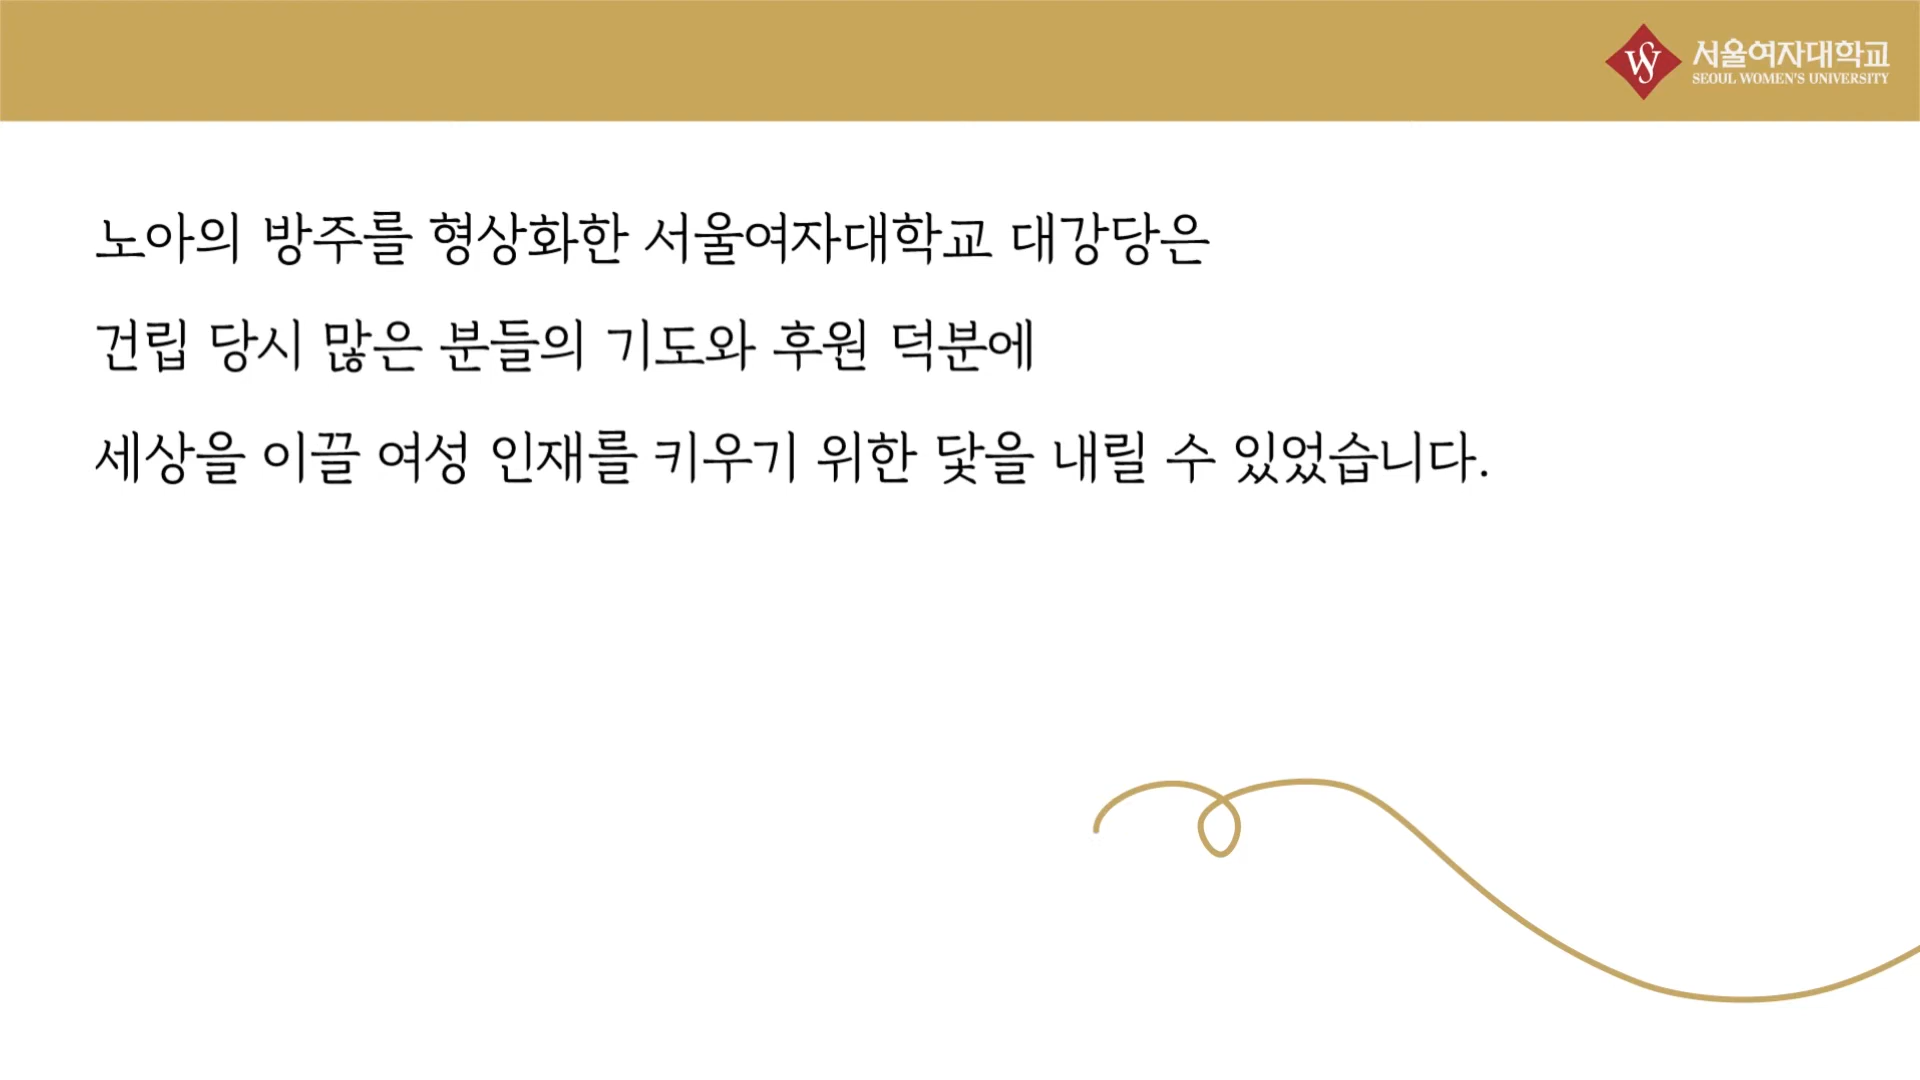 서울여자대학교
SEOUL WOMEN'S UNIVERSITY
노아의 방주를 형상화한 서울여자대학교 대강당은
건립 당시 많은 분들의 기도와 후원 덕분에
세상을 이끌 여성 인재를 키우기 위한 닻을 내릴 수 있었습니다.